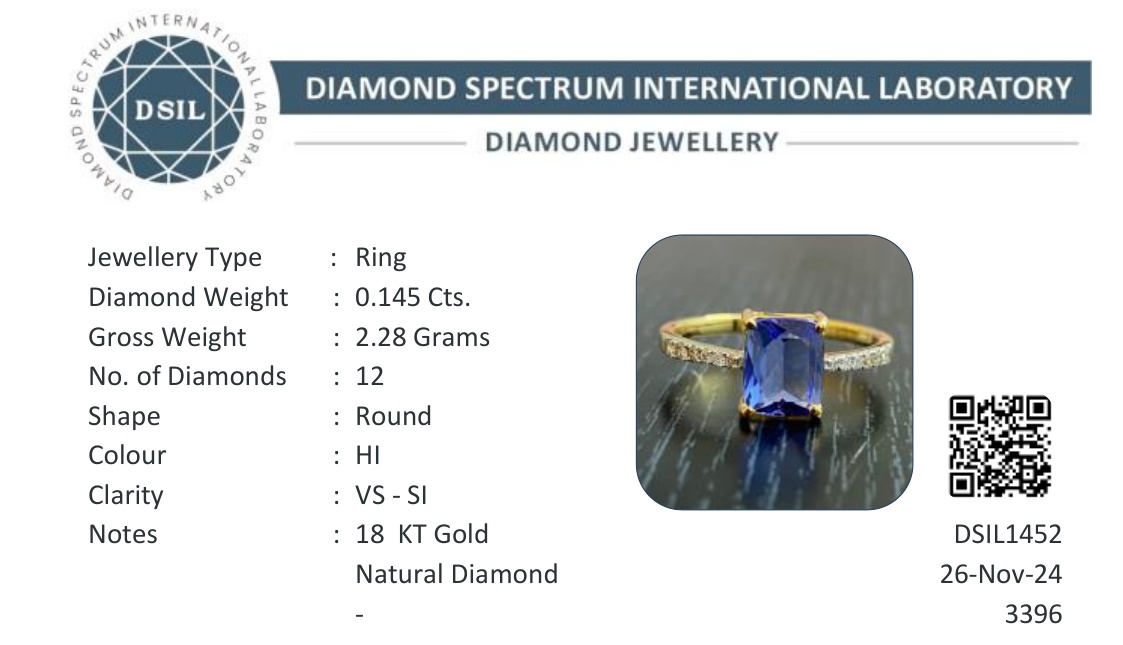 DIAMOND SPECTRUM INTERNATIONAL LABORATORY
DSIL
DIAMOND SPECTRUM INTERNATIONAL LABORATORY
DIAMOND JEWELLERY
Jewellery Type : Ring
Diamond Weight : 0.145 Cts.
Gross Weight : 2.28 Grams
No. of Diamonds : 12
Shape : Round
Colour : HI
Clarity : VS - SI
Notes : 18 KT Gold
Natural Diamond
-
DSIL1452
26-Nov-24
3396